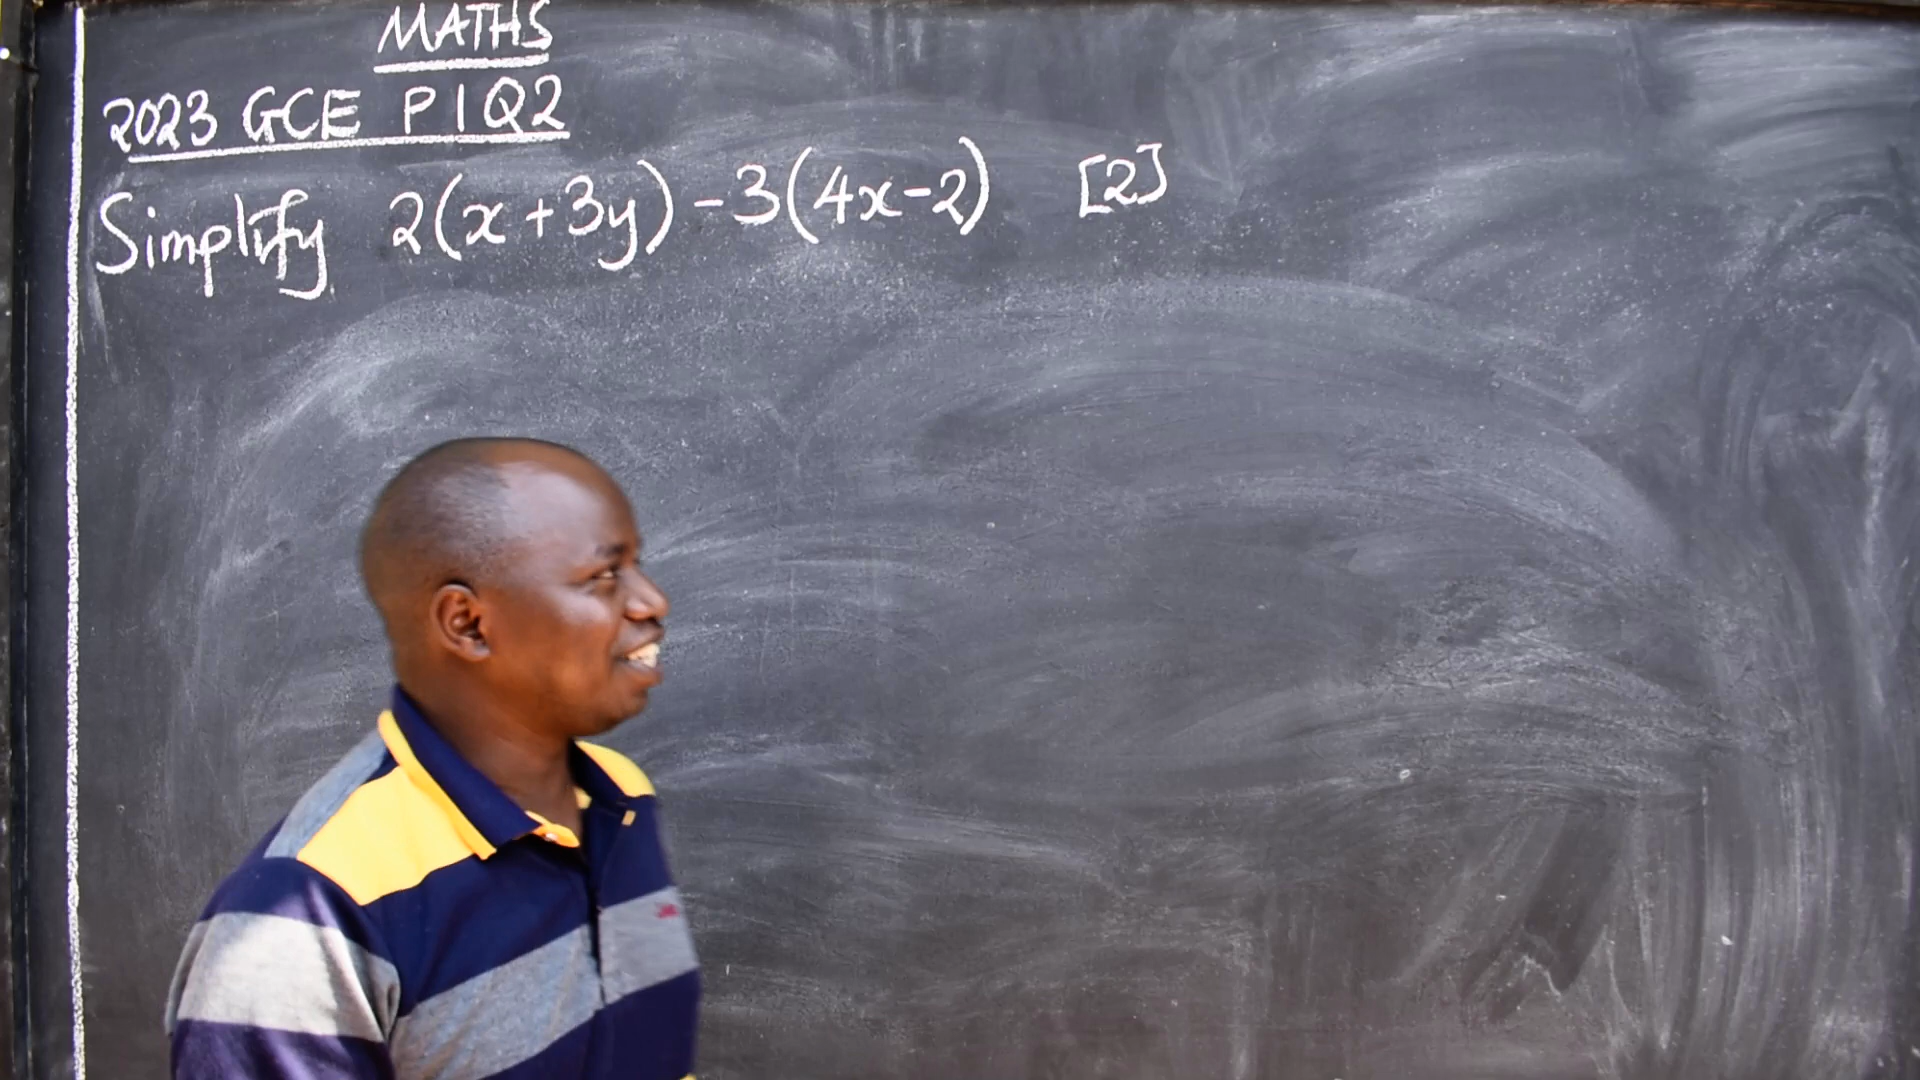 MATHS
2023 GCE P1Q2
Simplify 2(x+3y)-3(4x-2) [2]